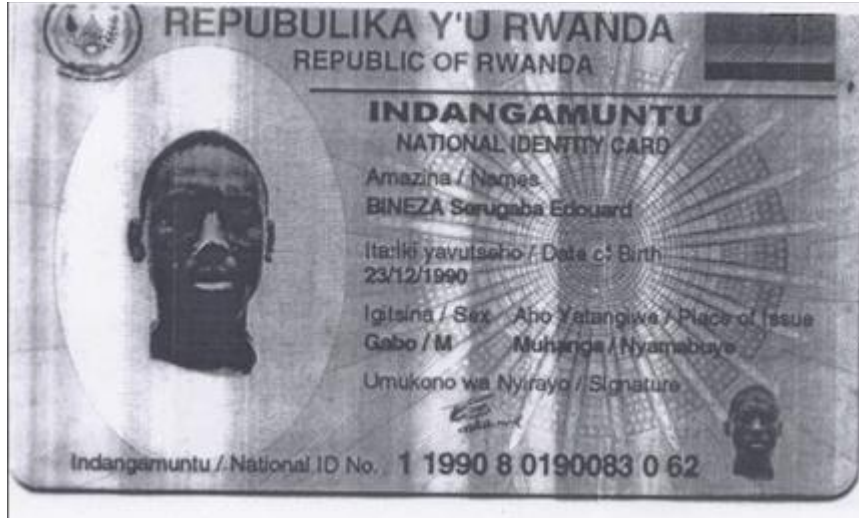 REPUBULIKA Y'U RWANDA
REPUBLIC OF RWANDA
INDANGAMUNTU
NATIONAL IDENTITY CARD
Amazina / Names
BINEZA Serugaba Edouard
Itariki yavutseho / Date of Birth
23/12/1990
Igitsina / Sex Aho Yatangiwe / Place of Issue
Gabo / M Muhanga / Nyamabuye
Umukono wa Nyirayo / Signature
Indangamuntu / National ID No. 1 1990 8 0190083 0 62